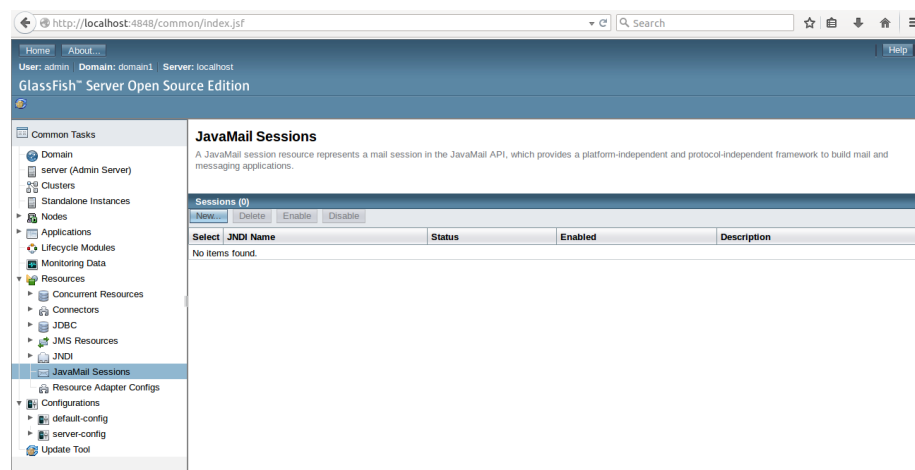 http://localhost:4848/common/index.jsf
Search
Home About...
Help
User: admin Domain: domain1 Server: localhost
GlassFish™ Server Open Source Edition
Common Tasks
Domain
server (Admin Server)
Clusters
Standalone Instances
Nodes
Applications
Lifecycle Modules
Monitoring Data
Resources
Concurrent Resources
Connectors
JDBC
JMS Resources
JNDI
JavaMail Sessions
Resource Adapter Configs
Configurations
default-config
server-config
Update Tool
JavaMail Sessions
A JavaMail session resource represents a mail session in the JavaMail API, which provides a platform-independent and protocol-independent framework to build mail and
messaging applications.
Sessions (0)
New... Delete Enable Disable
Select JNDI Name Status Enabled Description
No items found.